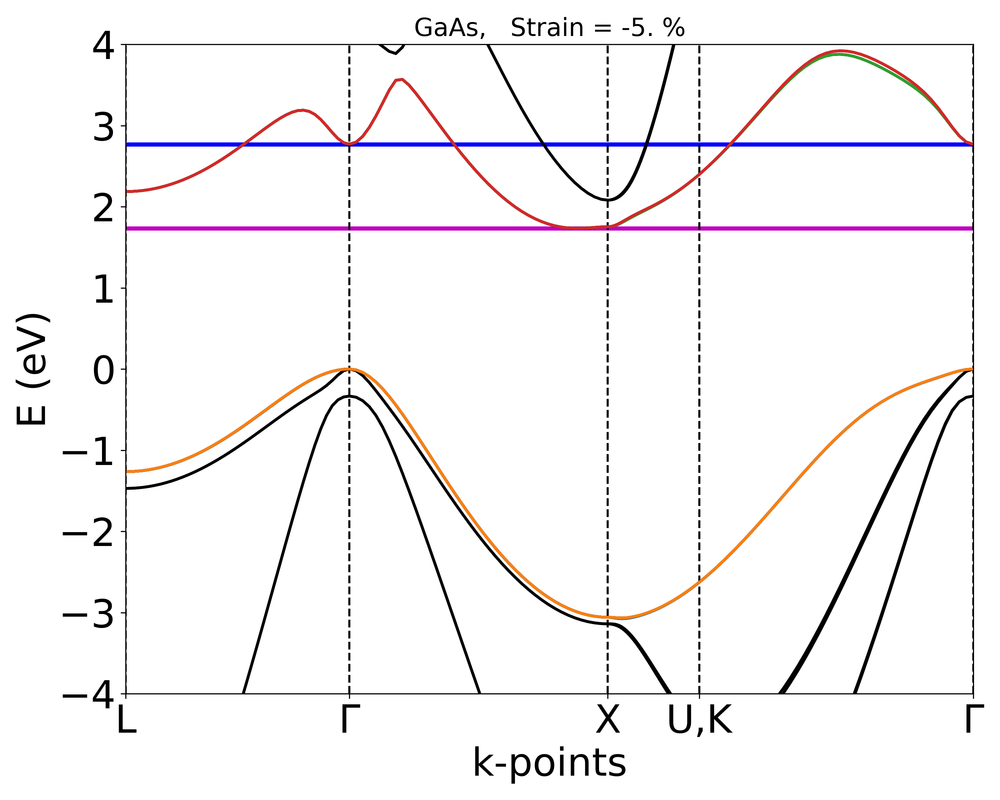 GaAs,   Strain = -5. %
4
3
2
1
0
−1
−2
−3
−4
E (eV)
L Γ X U,K Γ
k-points